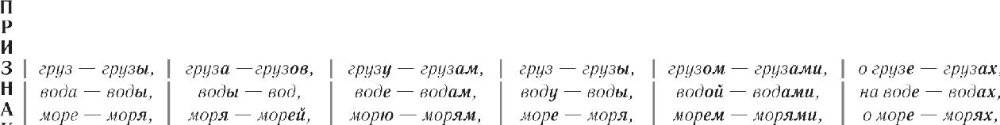 П
Р
И
З | груз — грузы, | груза —грузов, | грузу — грузам, | груз — грузы, | грузом — грузами, | о грузе — грузах,
Н | вода — воды, | воды — вод, | воде — водам, | воду — воды, | водой — водами, | на воде — водах,
А | море — моря, | моря — морей, | морю — морям, | море — моря, | морем — морями, | о море — морях,